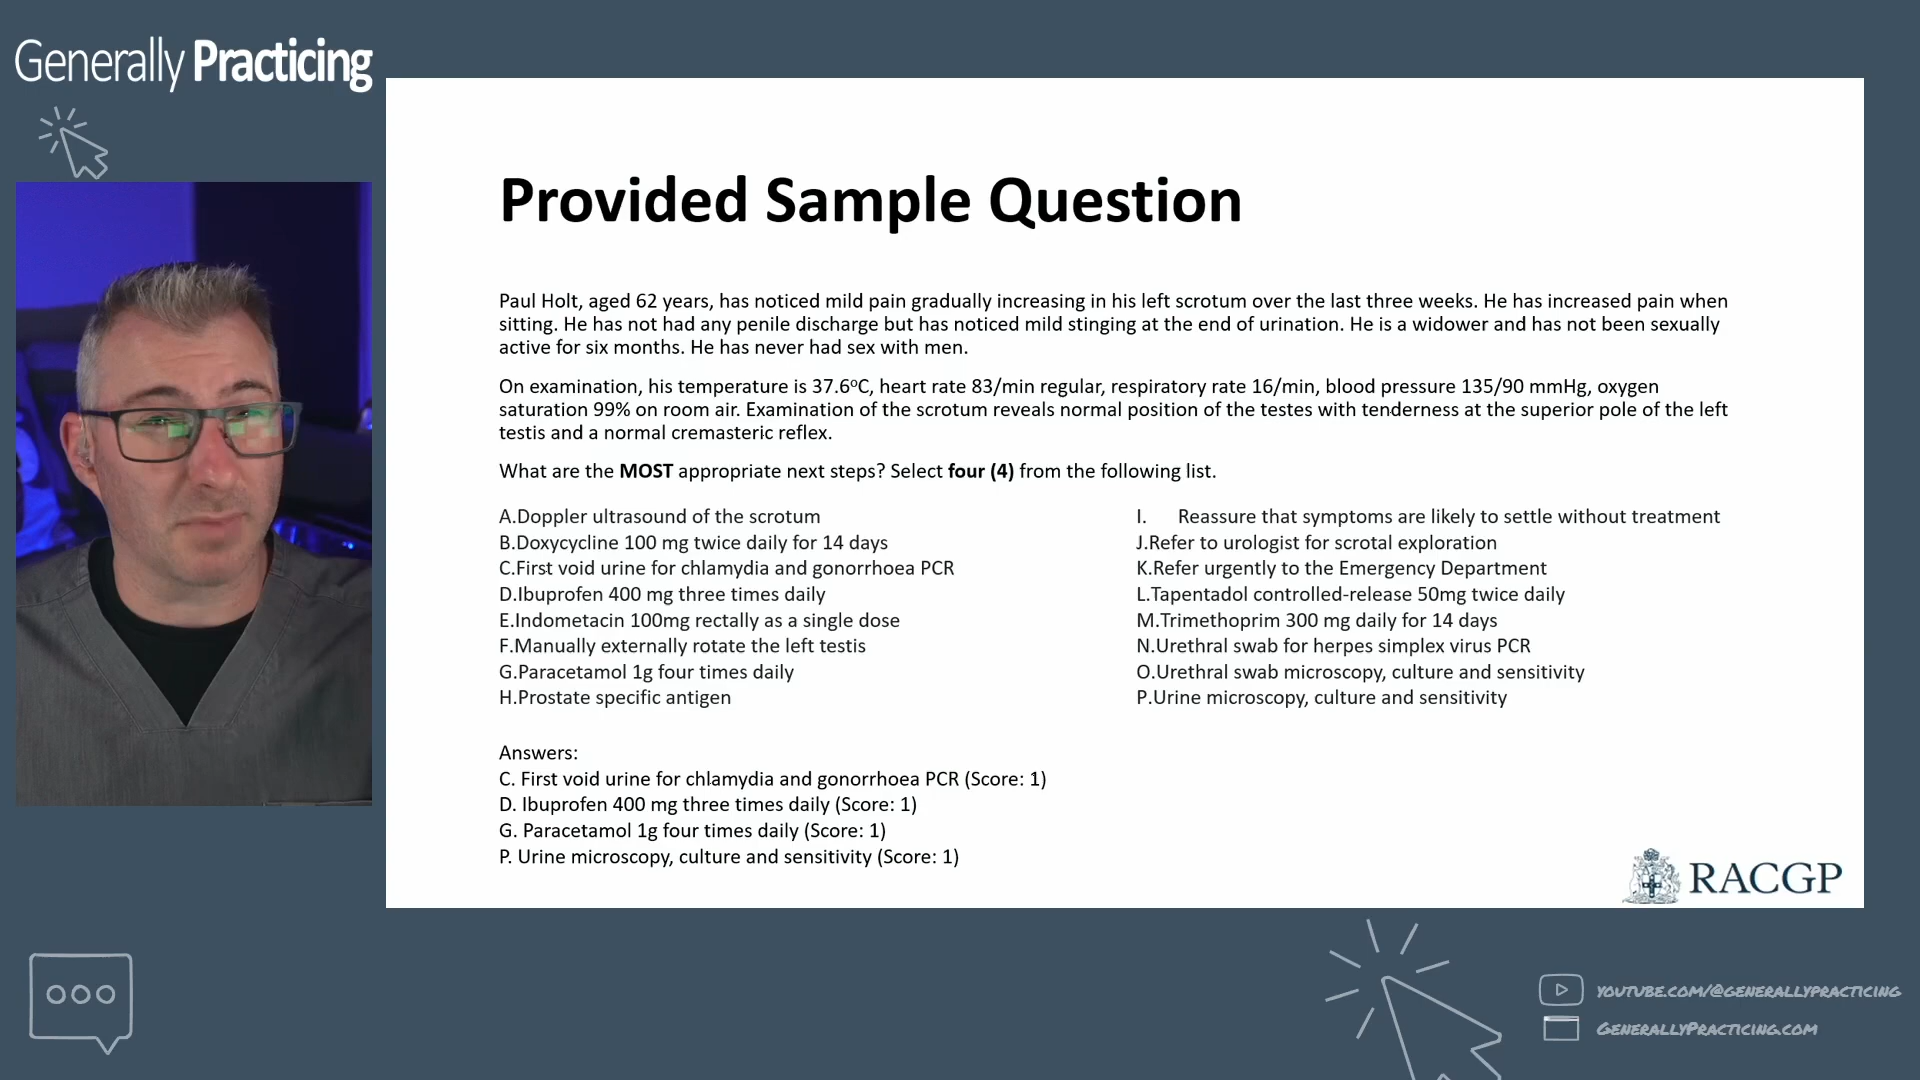 Generally Practicing
Provided Sample Question
Paul Holt, aged 62 years, has noticed mild pain gradually increasing in his left scrotum over the last three weeks. He has increased pain when
sitting. He has not had any penile discharge but has noticed mild stinging at the end of urination. He is a widower and has not been sexually
active for six months. He has never had sex with men.
On examination, his temperature is 37.6ºC, heart rate 83/min regular, respiratory rate 16/min, blood pressure 135/90 mmHg, oxygen
saturation 99% on room air. Examination of the scrotum reveals normal position of the testes with tenderness at the superior pole of the left
testis and a normal cremasteric reflex.
What are the MOST appropriate next steps? Select four (4) from the following list.
A.Doppler ultrasound of the scrotum
B.Doxycycline 100 mg twice daily for 14 days
C.First void urine for chlamydia and gonorrhoea PCR
D.Ibuprofen 400 mg three times daily
E.Indometacin 100mg rectally as a single dose
F.Manually externally rotate the left testis
G.Paracetamol 1g four times daily
H.Prostate specific antigen
I. Reassure that symptoms are likely to settle without treatment
J.Refer to urologist for scrotal exploration
K.Refer urgently to the Emergency Department
L.Tapentadol controlled-release 50mg twice daily
M.Trimethoprim 300 mg daily for 14 days
N.Urethral swab for herpes simplex virus PCR
O.Urethral swab microscopy, culture and sensitivity
P.Urine microscopy, culture and sensitivity
Answers:
C. First void urine for chlamydia and gonorrhoea PCR (Score: 1)
D. Ibuprofen 400 mg three times daily (Score: 1)
G. Paracetamol 1g four times daily (Score: 1)
P. Urine microscopy, culture and sensitivity (Score: 1)
RACGP
youtube.com/@generallypracticing
GenerallyPracticing.com